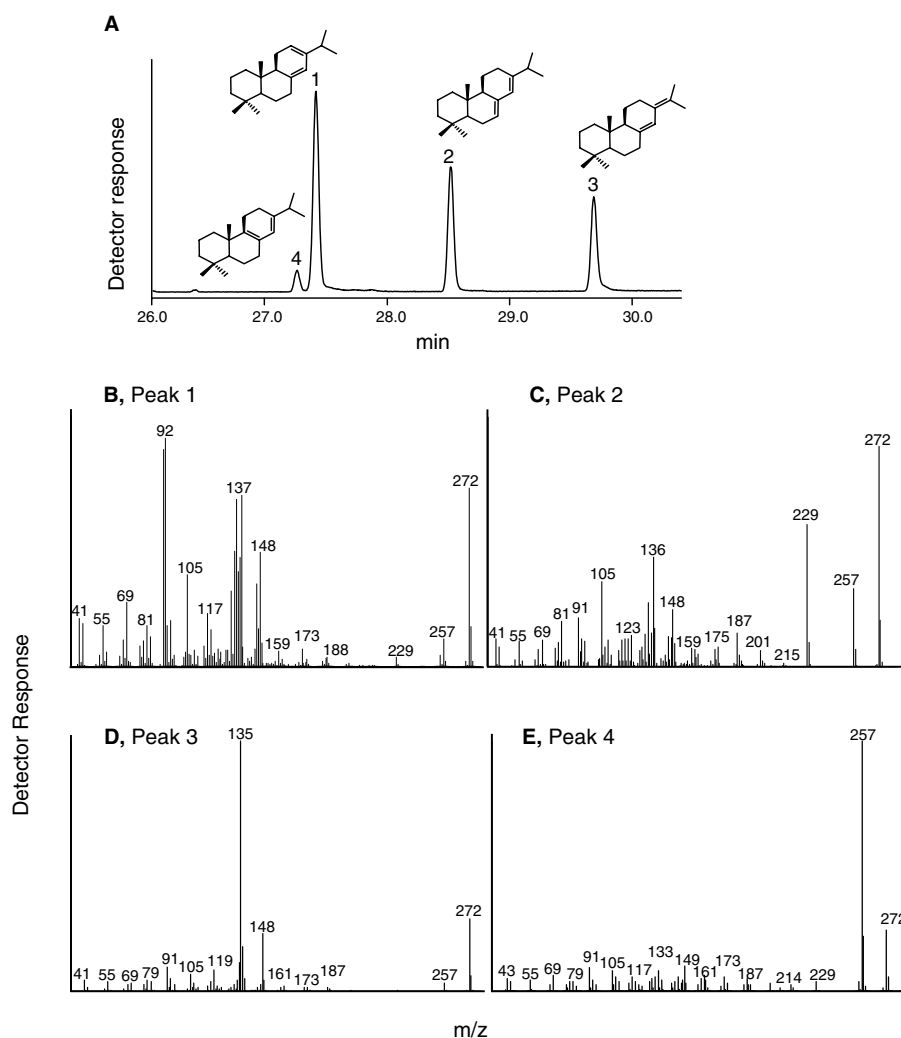 A
1
2
3
4
Detector response
26.0 27.0 28.0 29.0 30.0
min
B, Peak 1
41 55 69 81 92 105 117 137 148 159 173 188 229 257 272
C, Peak 2
41 55 69 81 91 105 123 136 148 159 175 187 201 215 229 257 272
D, Peak 3
41 55 69 79 91 105 119 135 148 161 173 187 257 272
E, Peak 4
43 55 69 79 91 105 117 133 149 161 173 187 214 229 257 272
Detector Response
m/z